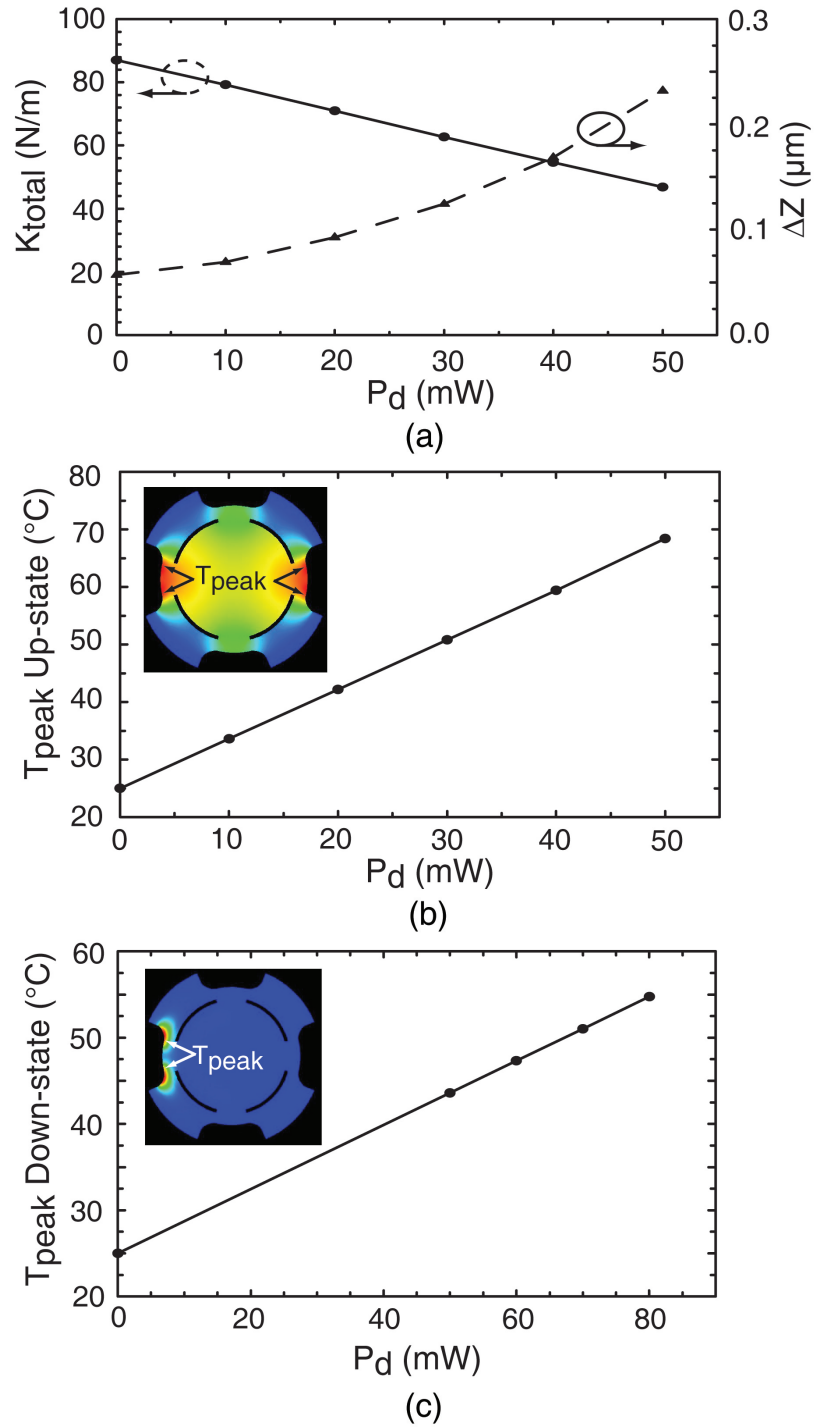 100
80
60
40
20
0
Ktotal (N/m)
0.3
0.2
0.1
0.0
ΔZ (μm)
0 10 20 30 40 50
Pd (mW)
(a)
80
70
60
50
40
30
20
Tpeak Up-state (°C)
Tpeak
0 10 20 30 40 50
Pd (mW)
(b)
60
50
40
30
20
Tpeak Down-state (°C)
Tpeak
0 20 40 60 80
Pd (mW)
(c)